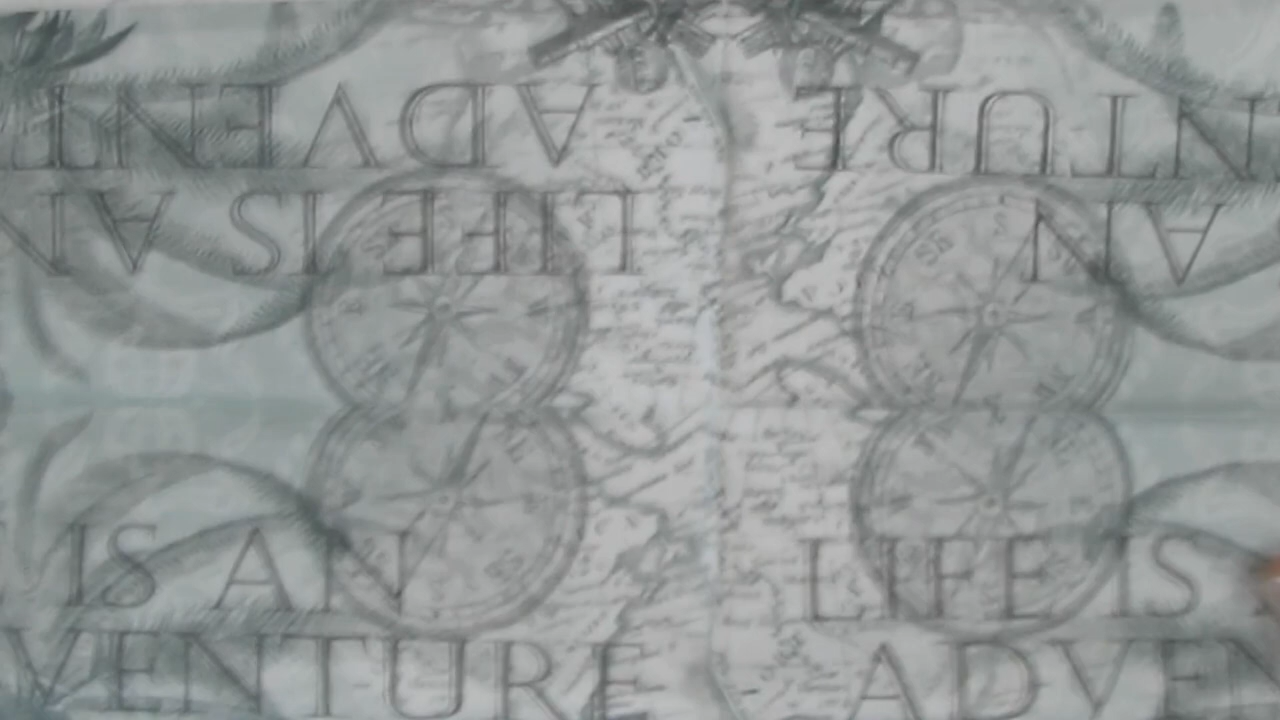 AN LIFE IS AN
NTURE ADVENT
IS AN LIFE IS
VENTURE ADVEN